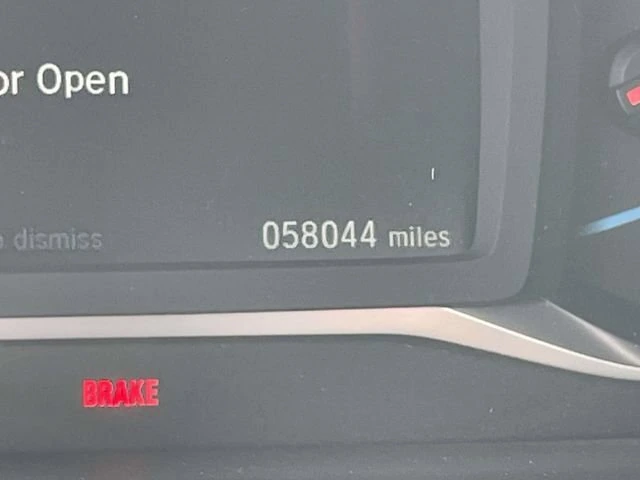 or Open
dismiss
058044 miles
BRAKE